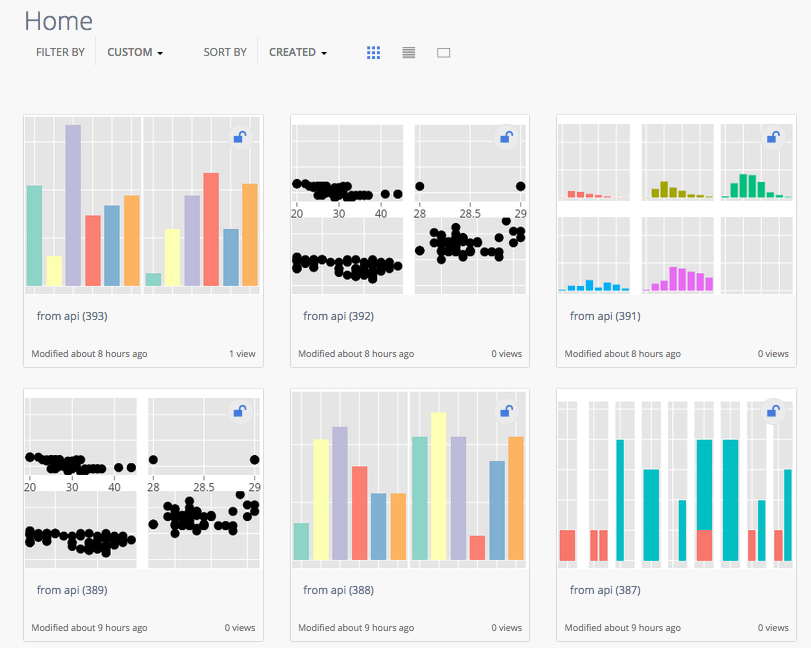 Home
FILTER BY CUSTOM SORT BY CREATED
20 30 40 28 28.5 29
from api (393) from api (392) from api (391)
Modified about 8 hours ago 1 view Modified about 8 hours ago 0 views Modified about 8 hours ago 0 views
20 30 40 28 28.5 29
from api (389) from api (388) from api (387)
Modified about 9 hours ago 0 views Modified about 9 hours ago 0 views Modified about 9 hours ago 0 views